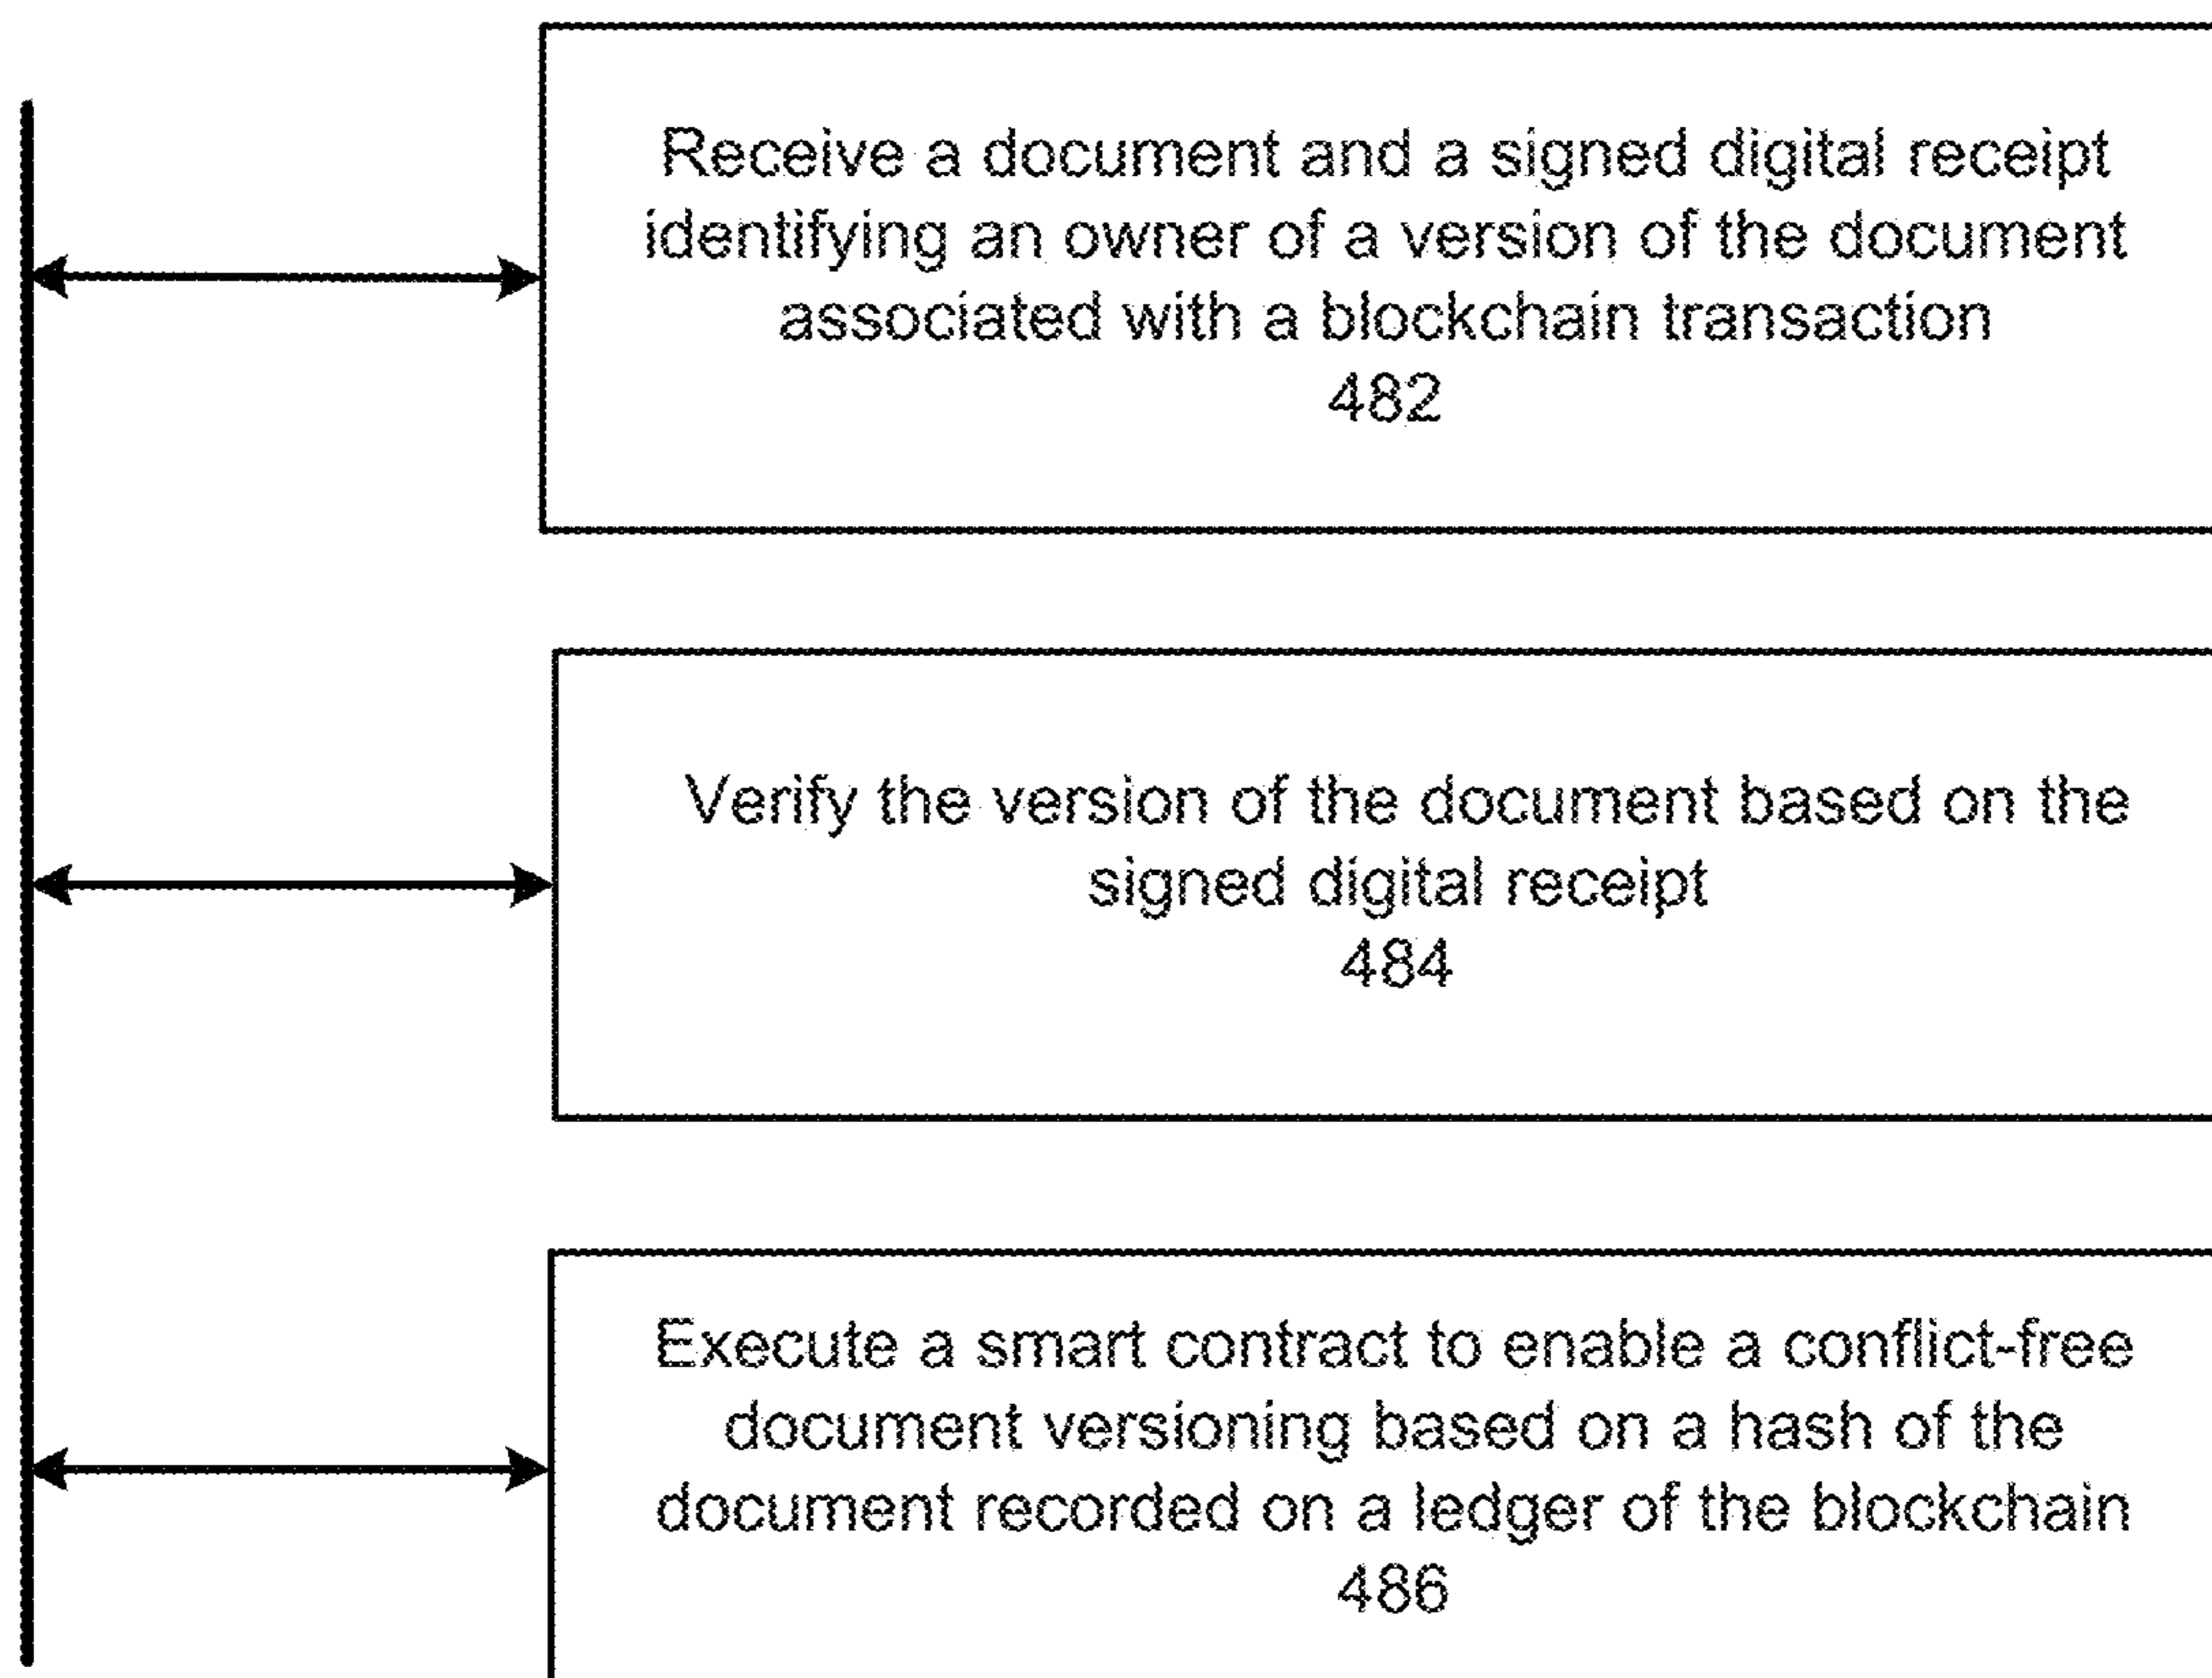 Receive a document and a signed digital receipt
identifying an owner of a version of the document
associated with a blockchain transaction
482
Verify the version of the document based on the
signed digital receipt
484
Execute a smart contract to enable a conflict-free
document versioning based on a hash of the
document recorded on a ledger of the blockchain
486